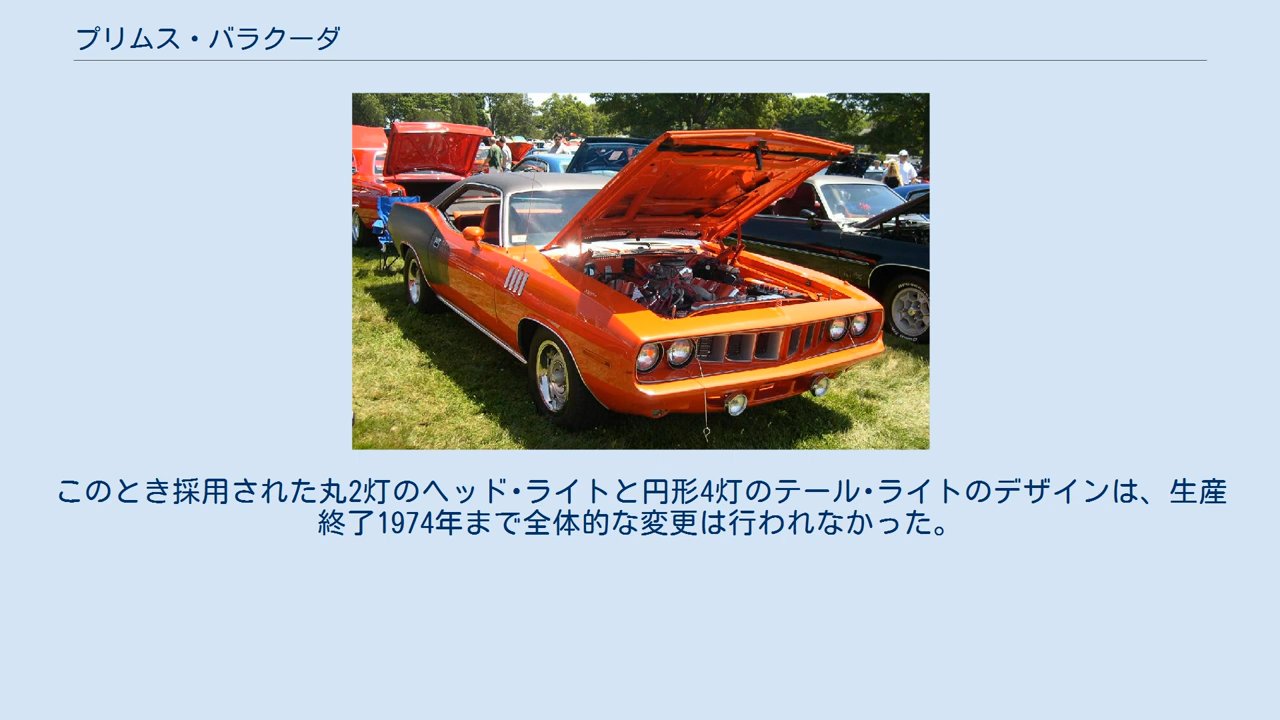 プリムス・バラクーダ
このとき採用された丸2灯のヘッド･ライトと円形4灯のテール･ライトのデザインは、生産
終了1974年まで全体的な変更は行われなかった。